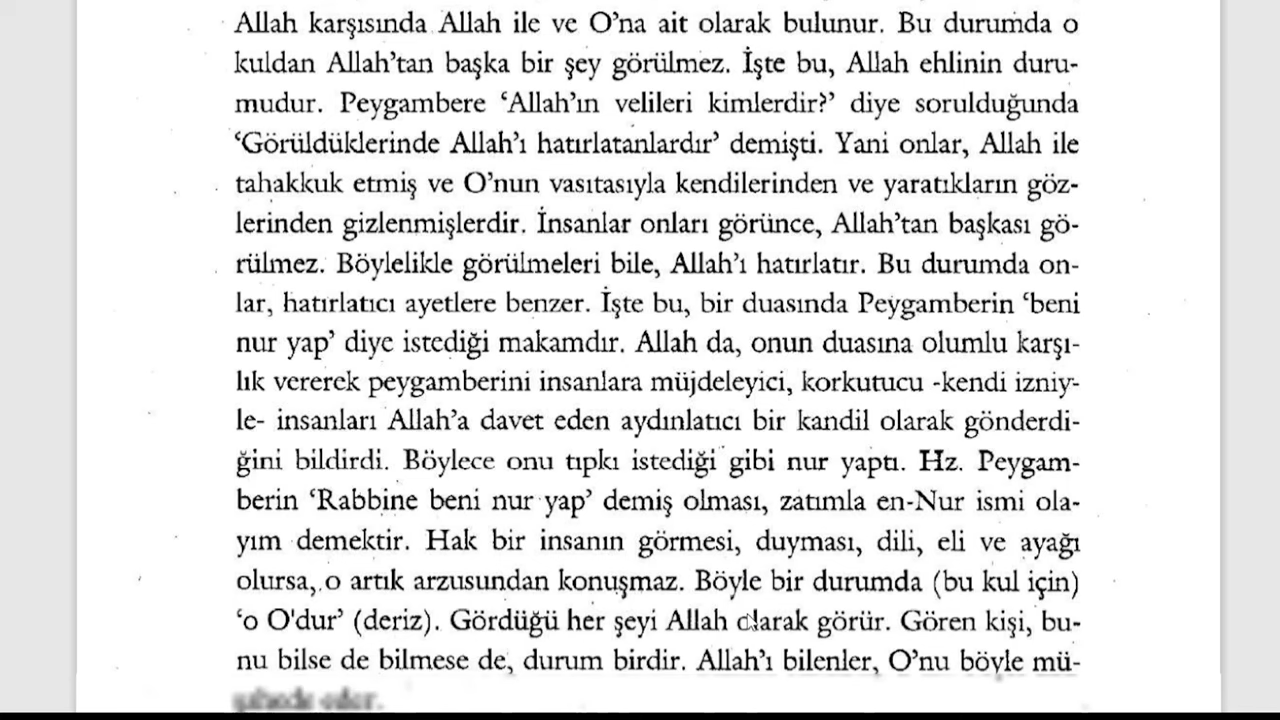 Allah karşısında Allah ile ve O’na ait olarak bulunur. Bu durumda o
kuldan Allah’tan başka bir şey görülmez. İşte bu, Allah ehlinin duru-
mudur. Peygambere ‘Allah’ın velileri kimlerdir?’ diye sorulduğunda
‘Görüldüklerinde Allah’ı hatırlatanlardır’ demişti. Yani onlar, Allah ile
tahakkuk etmiş ve O’nun vasıtasıyla kendilerinden ve yaratıkların göz-
lerinden gizlenmişlerdir. İnsanlar onları görünce, Allah’tan başkası gö-
rülmez. Böylelikle görülmeleri bile, Allah’ı hatırlatır. Bu durumda on-
lar, hatırlatıcı ayetlere benzer. İşte bu, bir duasında Peygamberin ‘beni
nur yap’ diye istediği makamdır. Allah da, onun duasına olumlu karşı-
lık vererek peygamberini insanlara müjdeleyici, korkutucu -kendi izniy-
le- insanları Allah’a davet eden aydınlatıcı bir kandil olarak gönderdi-
ğini bildirdi. Böylece onu tıpkı istediği gibi nur yaptı. Hz. Peygam-
berin ‘Rabbine beni nur yap’ demiş olması, zatımla en-Nur ismi ola-
yım demektir. Hak bir insanın görmesi, duyması, dili, eli ve ayağı
olursa, o artık arzusundan konuşmaz. Böyle bir durumda (bu kul için)
‘o O'dur’ (deriz). Gördüğü her şeyi Allah olarak görür. Gören kişi, bu-
nu bilse de bilmese de, durum birdir. Allah’ı bilenler, O’nu böyle mü-
şahede eder.